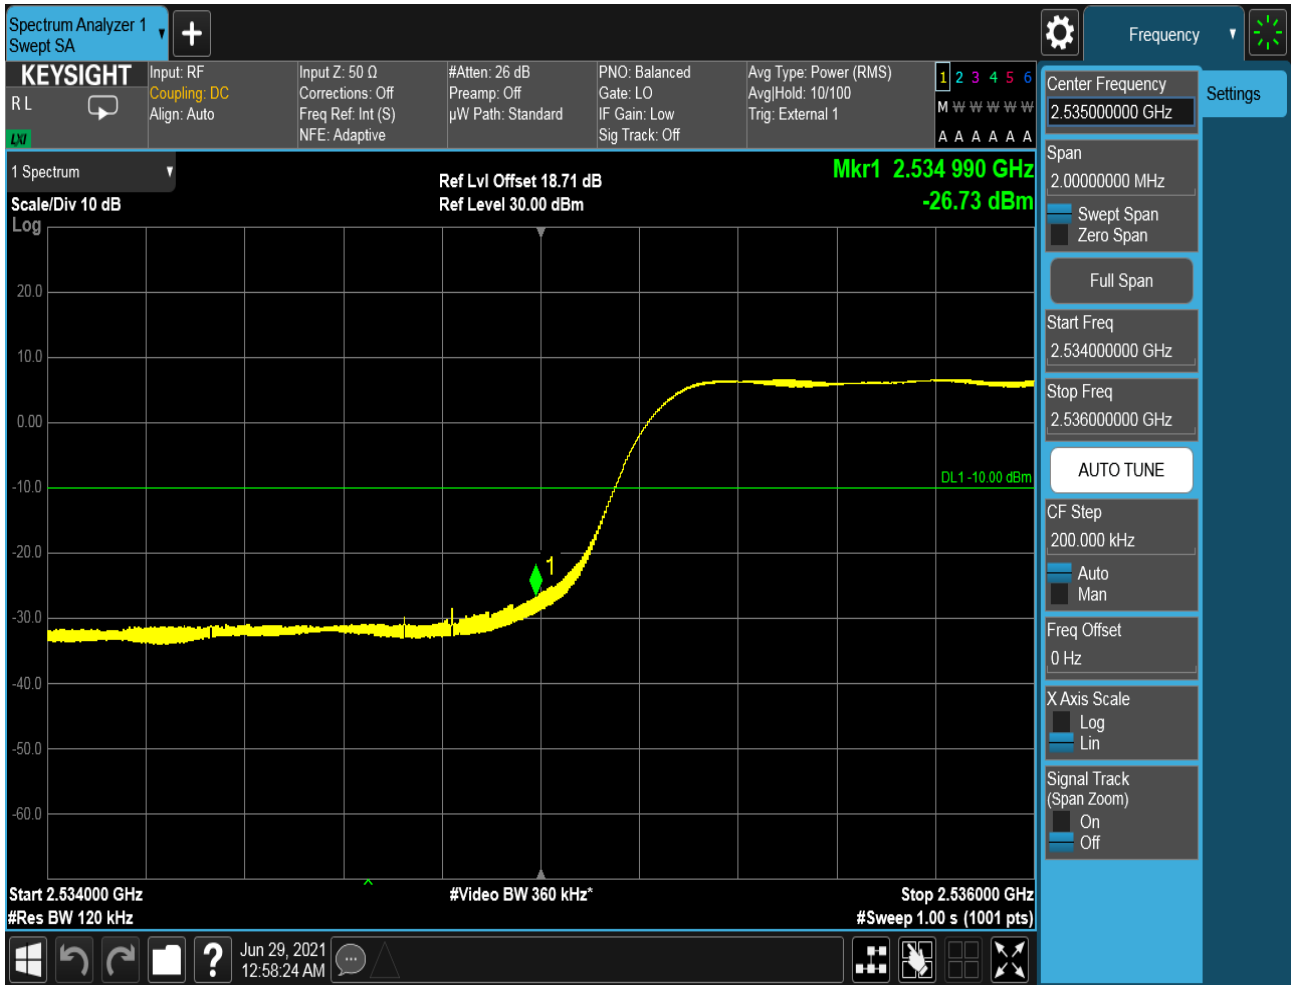 Spectrum Analyzer 1
Swept SA
Frequency
KEYSIGHT
R L
LXI
Input: RF
Coupling: DC
Align: Auto
Input Z: 50 Ω
Corrections: Off
Freq Ref: Int (S)
NFE: Adaptive
#Atten: 26 dB
Preamp: Off
µW Path: Standard
PNO: Balanced
Gate: LO
IF Gain: Low
Sig Track: Off
Avg Type: Power (RMS)
Avg|Hold: 10/100
Trig: External 1
1 2 3 4 5 6
M W W W W W
A A A A A A
1 Spectrum
Scale/Div 10 dB
Log
Ref Lvl Offset 18.71 dB
Ref Level 30.00 dBm
Mkr1 2.534 990 GHz
-26.73 dBm
20.0
10.0
0.00
-10.0
-20.0
-30.0
-40.0
-50.0
-60.0
DL1 -10.00 dBm
1
Start 2.534000 GHz
#Res BW 120 kHz
#Video BW 360 kHz*
Stop 2.536000 GHz
#Sweep 1.00 s (1001 pts)
Jun 29, 2021
12:58:24 AM
Center Frequency
2.535000000 GHz
Settings
Span
2.00000000 MHz
Swept Span
Zero Span
Full Span
Start Freq
2.534000000 GHz
Stop Freq
2.536000000 GHz
AUTO TUNE
CF Step
200.000 kHz
Auto
Man
Freq Offset
0 Hz
X Axis Scale
Log
Lin
Signal Track
(Span Zoom)
On
Off